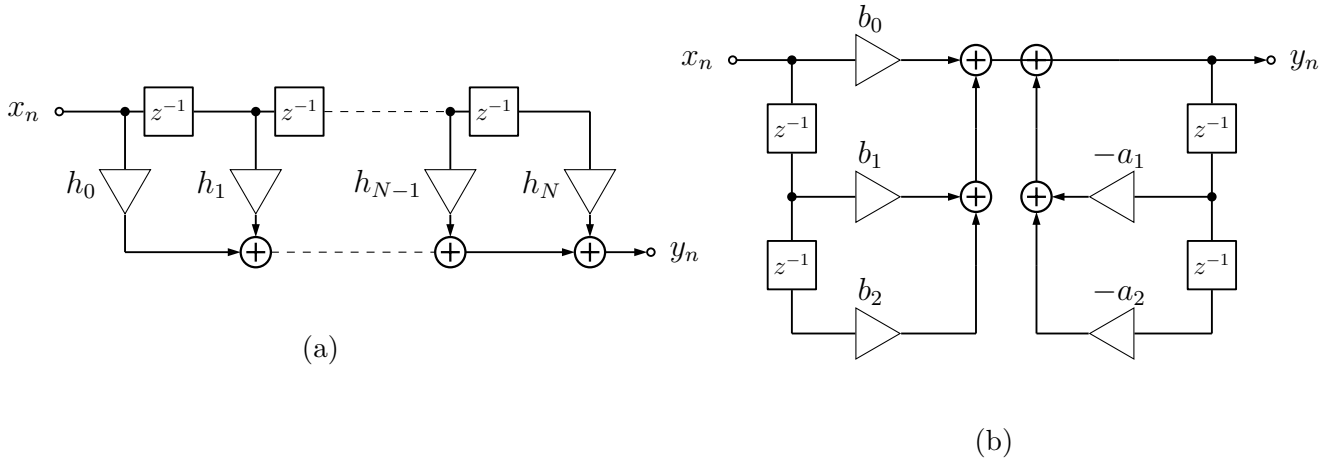 $x_n$ $z^{-1}$ $z^{-1}$ $z^{-1}$
$h_0$ $h_1$ $h_{N-1}$ $h_N$
$y_n$
(a)
$b_0$
$x_n$ $y_n$
$z^{-1}$ $z^{-1}$
$b_1$ $-a_1$
$z^{-1}$ $z^{-1}$
$b_2$ $-a_2$
(b)